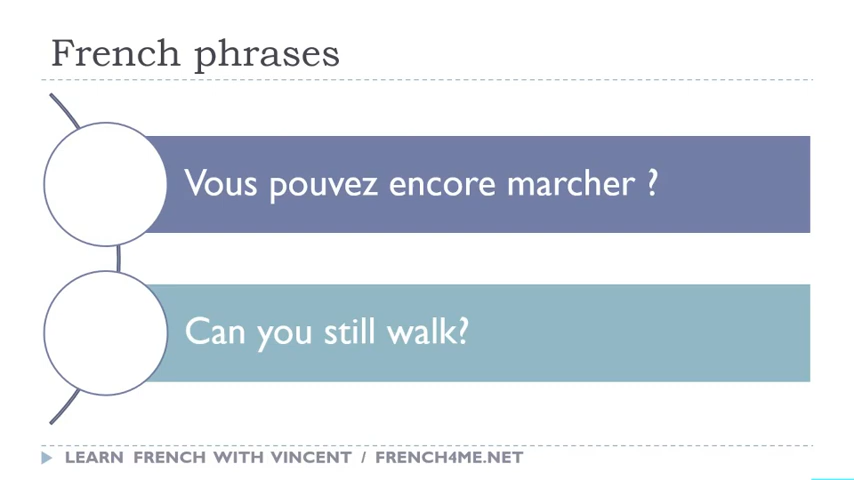 French phrases
Vous pouvez encore marcher ?
Can you still walk?
LEARN FRENCH WITH VINCENT / FRENCH4ME.NET